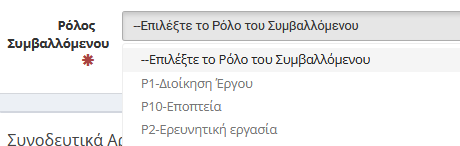 Ρόλος
Συμβαλλόμενου
--Επιλέξτε το Ρόλο του Συμβαλλόμενου
--Επιλέξτε το Ρόλο του Συμβαλλόμενου
P1-Διοίκηση Έργου
P10-Εποπτεία
P2-Ερευνητική εργασία
Συνοδευτικά